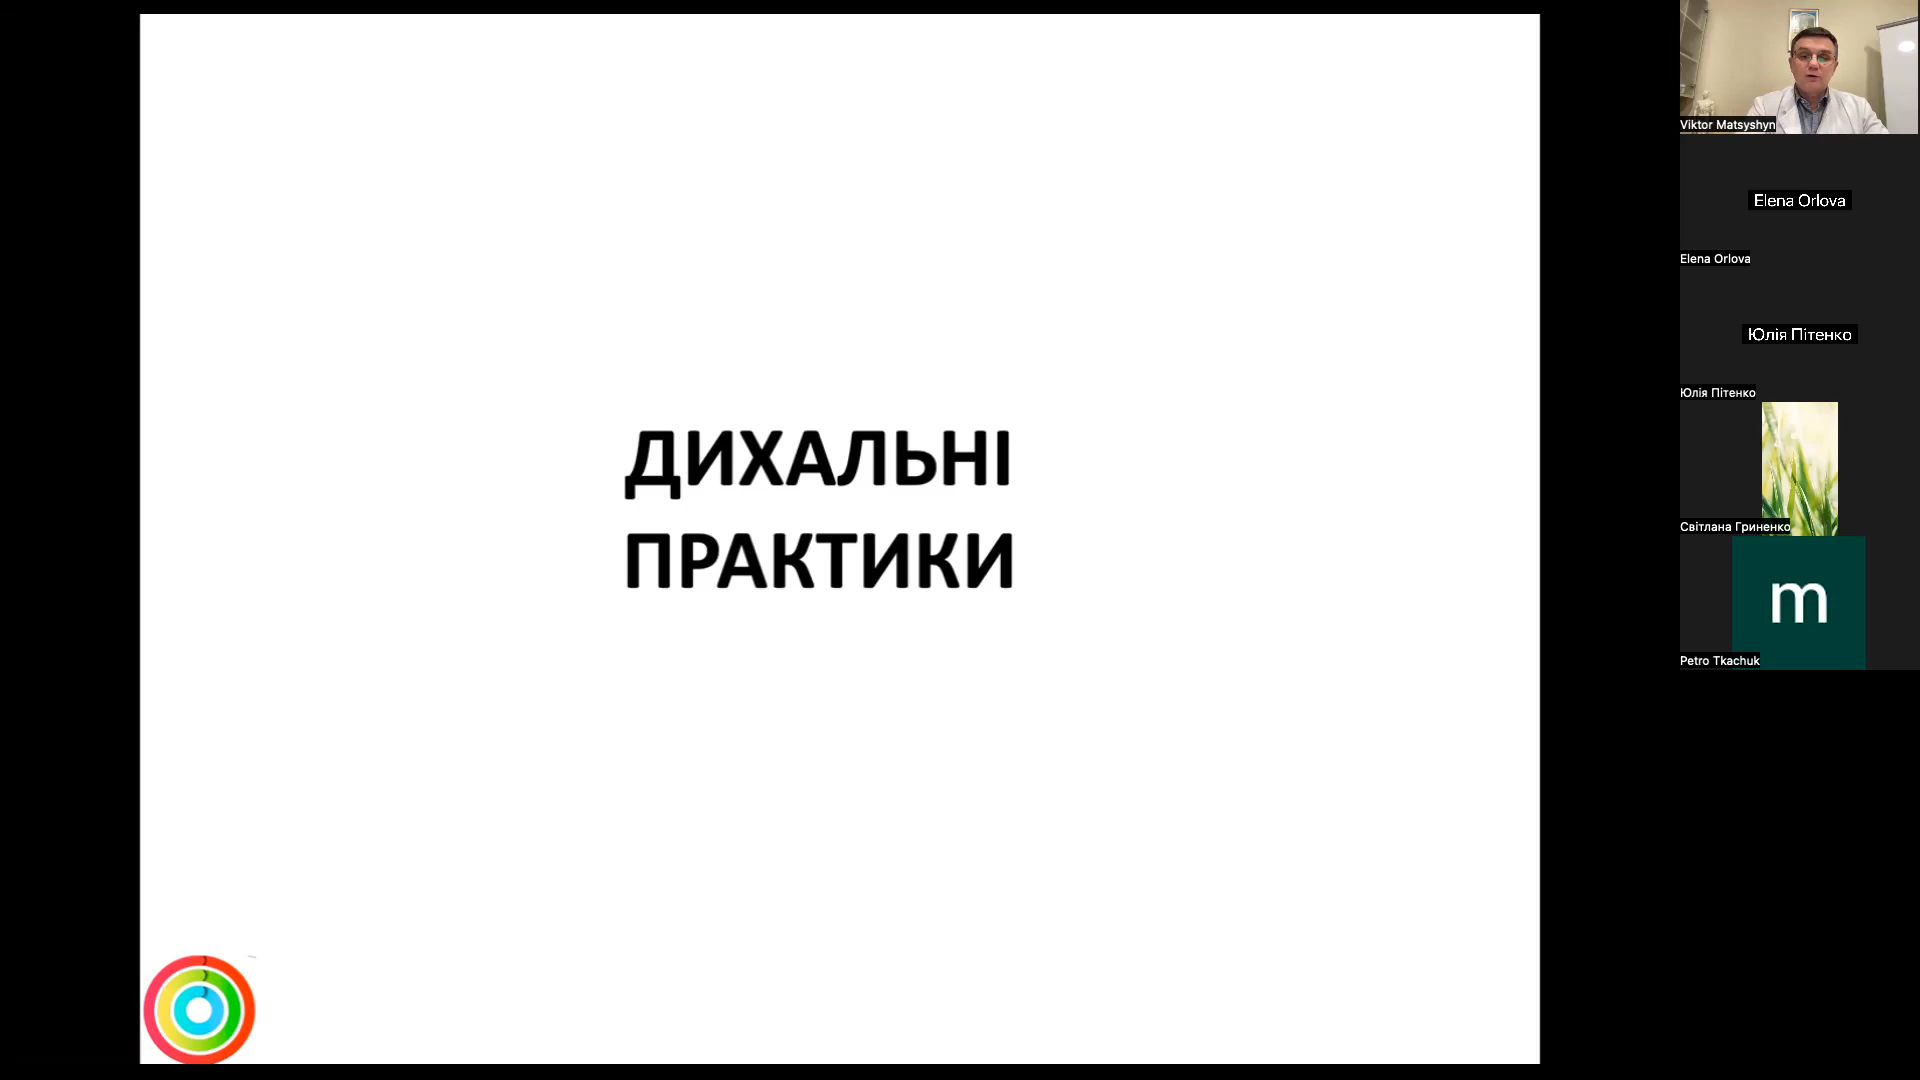 ДИХАЛЬНІ
ПРАКТИКИ
Viktor Matsyshyn
Elena Orlova
Elena Orlova
Юлія Пітенко
Юлія Пітенко
Світлана Гриненко
m
Petro Tkachuk